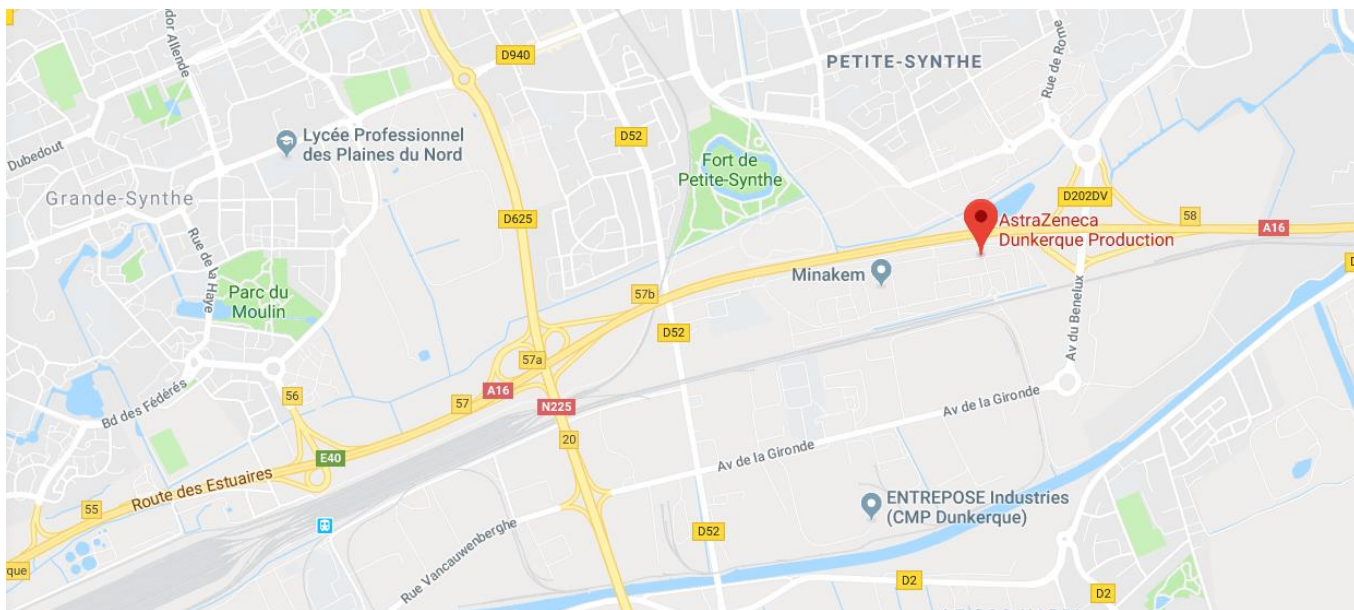 dor Allende
D940
PETITE-SYNTHE
Rue de Rome
Lycée Professionnel
des Plaines du Nord
D52
Dubedout
Fort de
Petite-Synthe
Grande-Synthe
D202DV
D625
58
AstraZeneca
Dunkerque Production
A16
Rue de la Haye
Minakem
Parc du
Moulin
57b
D52
57a
Av du Benelux
A16
56
57
N225
Bd des Fédérés
Av de la Gironde
20
E40
Av de la Gironde
Route des Estuaires
ENTREPOSE Industries
(CMP Dunkerque)
55
D52
Rue Vancauwenberghe
que
D2
D2